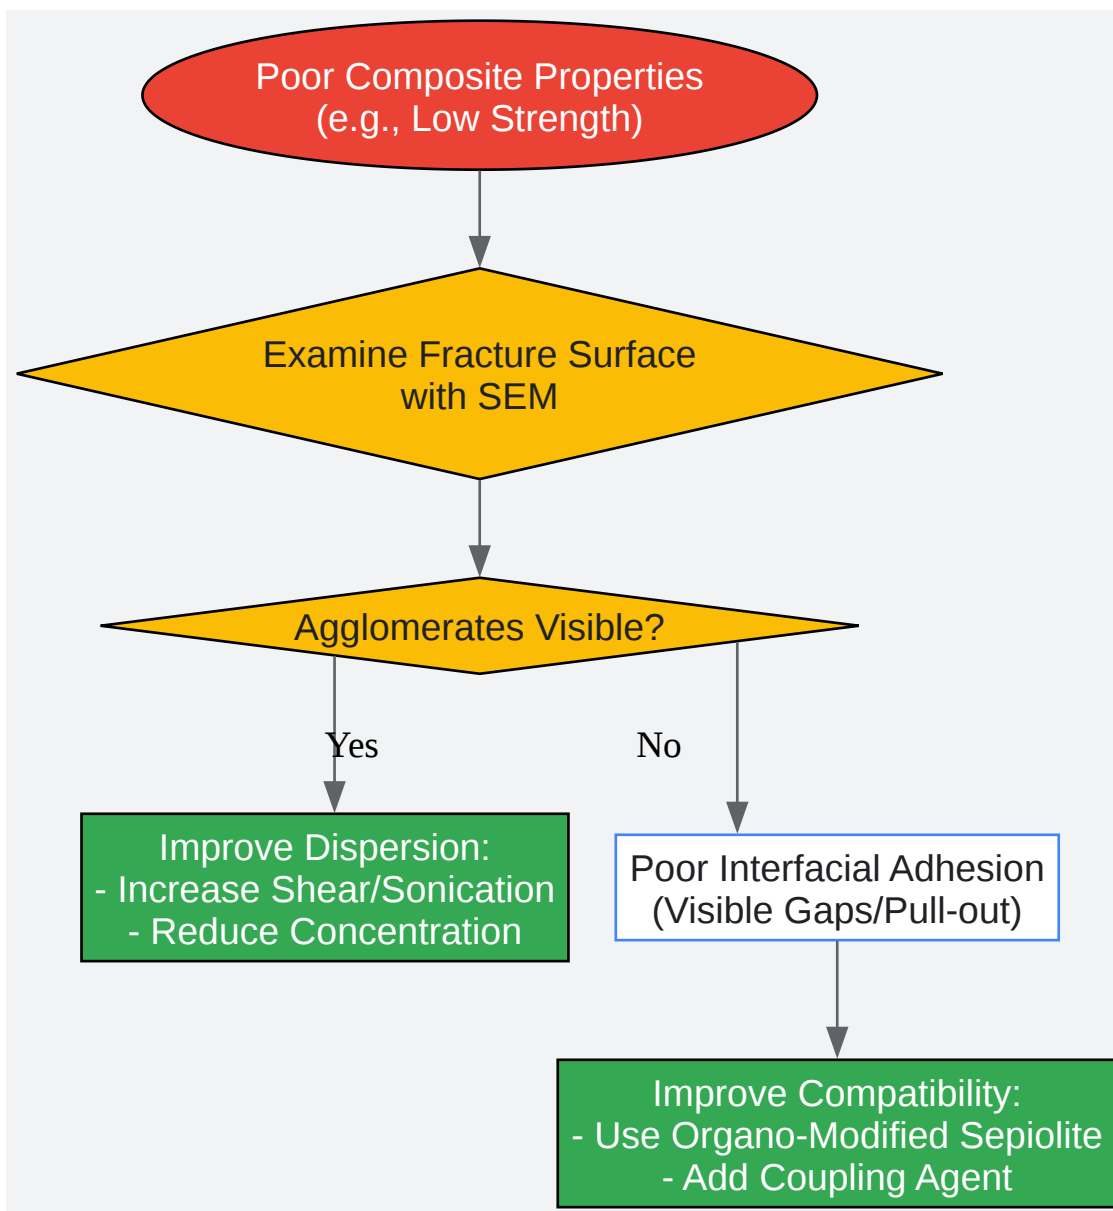 Poor Composite Properties
(e.g., Low Strength)
Examine Fracture Surface
with SEM
Agglomerates Visible?
Yes
No
Improve Dispersion:
- Increase Shear/Sonication
- Reduce Concentration
Poor Interfacial Adhesion
(Visible Gaps/Pull-out)
Improve Compatibility:
- Use Organo-Modified Sepiolite
- Add Coupling Agent